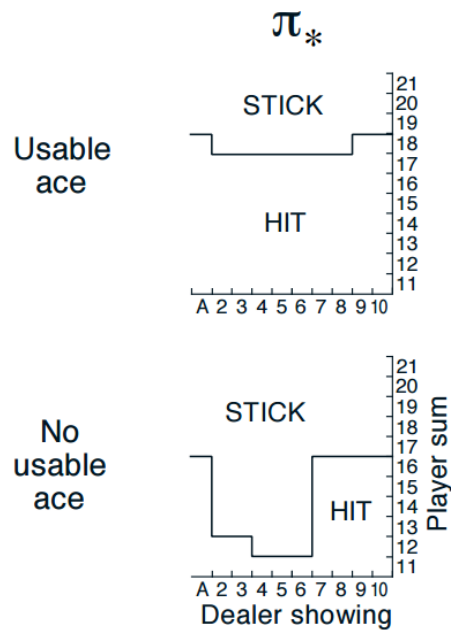 π*
STICK
Usable
ace
HIT
21
20
19
18
17
16
15
14
13
12
11
A 2 3 4 5 6 7 8 9 10
STICK
No
usable
ace
HIT
21
20
19
18
17
16
15
14
13
12
11
Player sum
A 2 3 4 5 6 7 8 9 10
Dealer showing